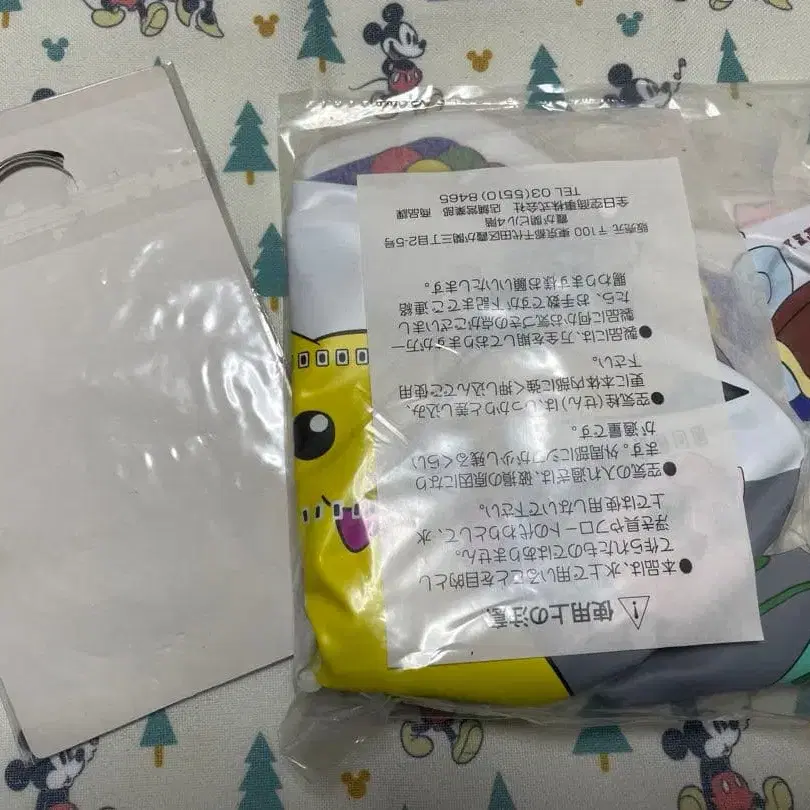 使用上の注意
●本品は、水上で用いることを目的とし
て作られたものではありません。
浮き具やフロートの代わりとして、水
上では使用しないで下さい。
●空気の入れ過ぎは、破損の原因になり
ます。外周部にシワが少し残るくらい
が適量です。
●空気栓(せん)は、しっかりと差し込み、
更に本体内部に強く押し込んでご使用
下さい。
●製品には、万全を期しておりますが万一
製品に何かお気づきの点がございまし
たら、お手数ですが下記までご連絡
賜わります様お願いいたします。
販売元 〒100 東京都千代田区霞が関三丁目2-5号
霞が関ビル4階
全日空商事株式会社 店舗営業部 商品課
TEL 03(5510)8465